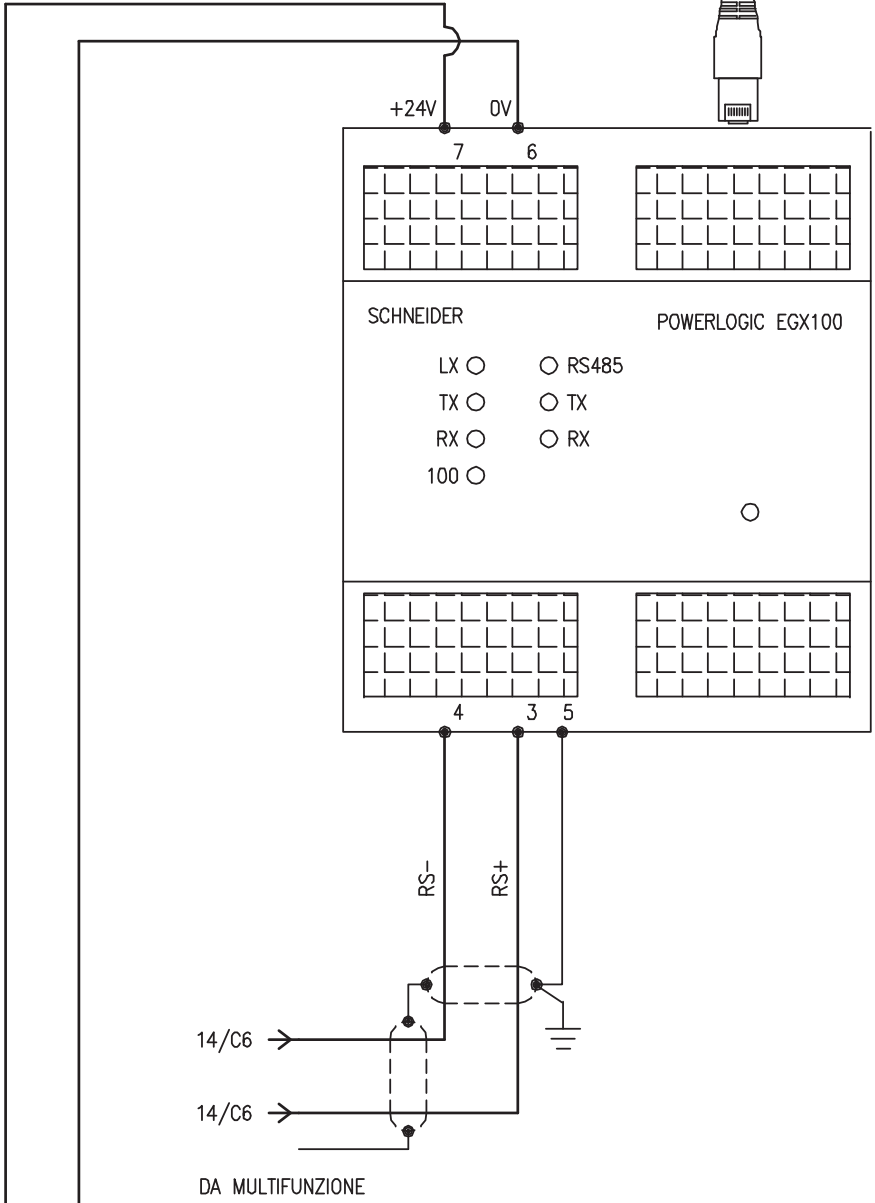 +24V 0V
7 6
SCHNEIDER
POWERLOGIC EGX100
LX RS485
TX TX
RX RX
100
4 3 5
RS- RS+
14/C6
14/C6
DA MULTIFUNZIONE